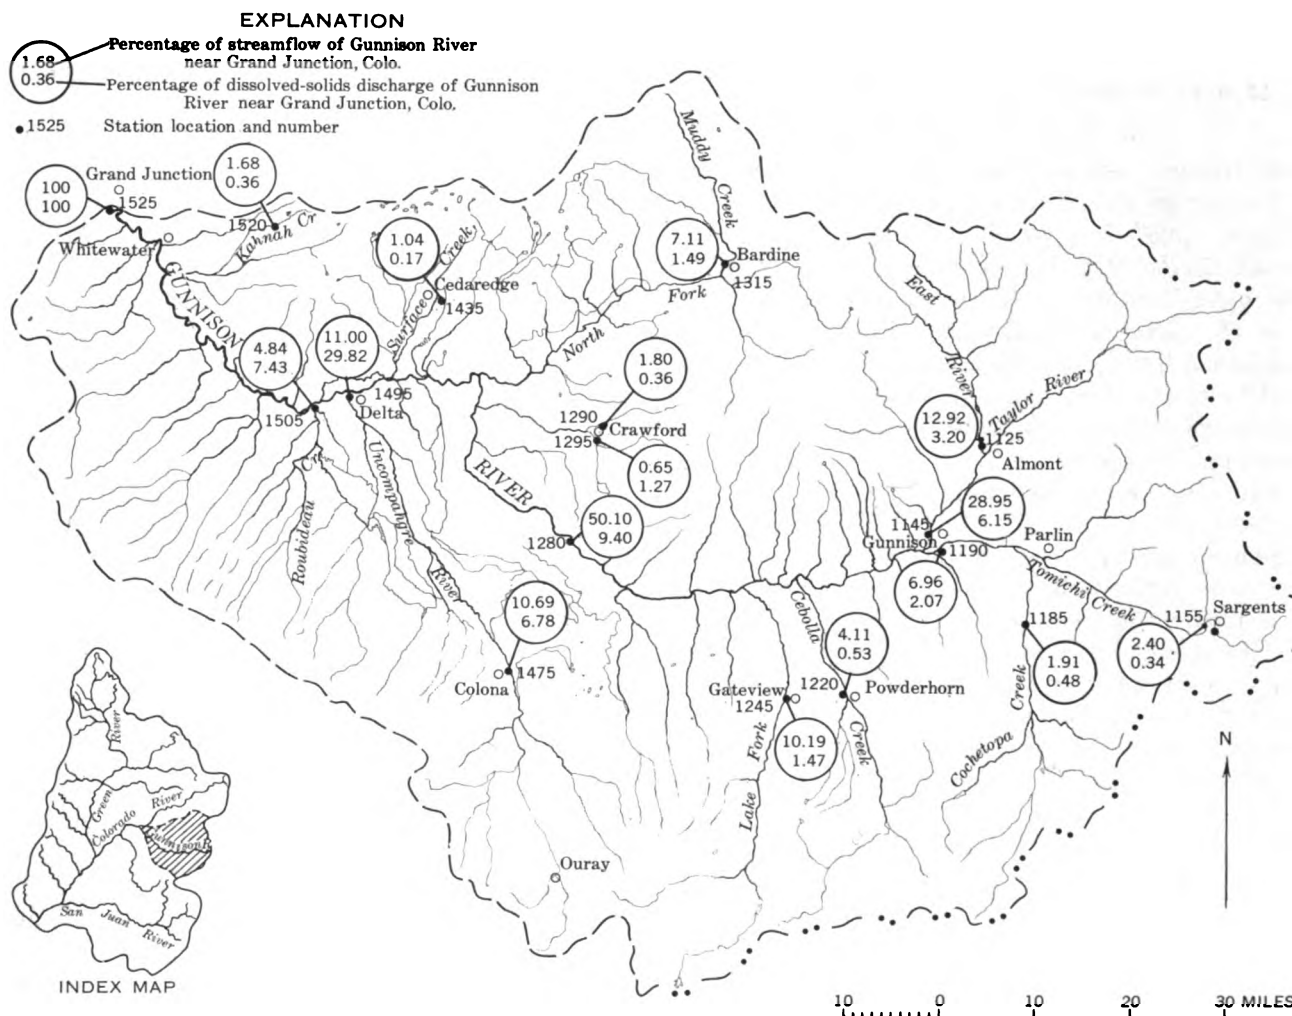 EXPLANATION
1.68
0.36
Percentage of streamflow of Gunnison River
near Grand Junction, Colo.
Percentage of dissolved-solids discharge of Gunnison
River near Grand Junction, Colo.
1525
Station location and number
Grand Junction
100
100
1525
1.68
0.36
1520
Kahnah Cr
Whitewater
GUNNISON
RIVER
1.04
0.17
Surface Creek
Cedaredge
1435
Muddy Creek
7.11
1.49
Bardine
1315
North Fork
4.84
7.43
1505
11.00
29.82
1495
Delta
1.80
0.36
1290
Crawford
1295
0.65
1.27
East River
Taylor River
12.92
3.20
1125
Almont
28.95
6.15
1145
Gunnison
1190
6.96
2.07
Parlin
Tomichi Creek
50.10
9.40
1280
Roubideau Cr
Uncompahgre River
10.69
6.78
1475
Colona
Cebolla Creek
4.11
0.53
1220
Powderhorn
Gateview
1245
10.19
1.47
Lake Fork
1185
1.91
0.48
Cochetopa Creek
2.40
0.34
1155
Sargents
Ouray
N
River
Green
River
Colorado
Gunnison R
San Juan River
INDEX MAP
10 0 10 20 30 MILES